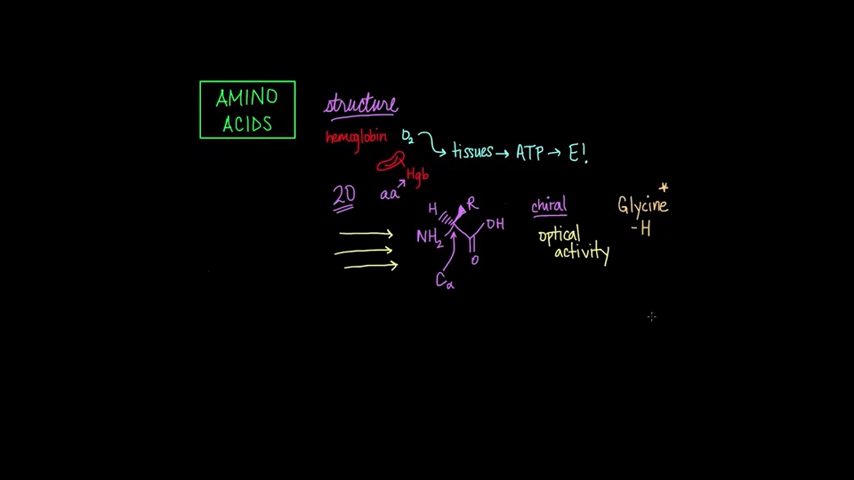 AMINO
ACIDS
structure
hemoglobin O2 → tissues → ATP → E!
Hgb
20 aa
H R
NH2 OH
O
Cα
chiral
optical
activity
Glycine *
-H